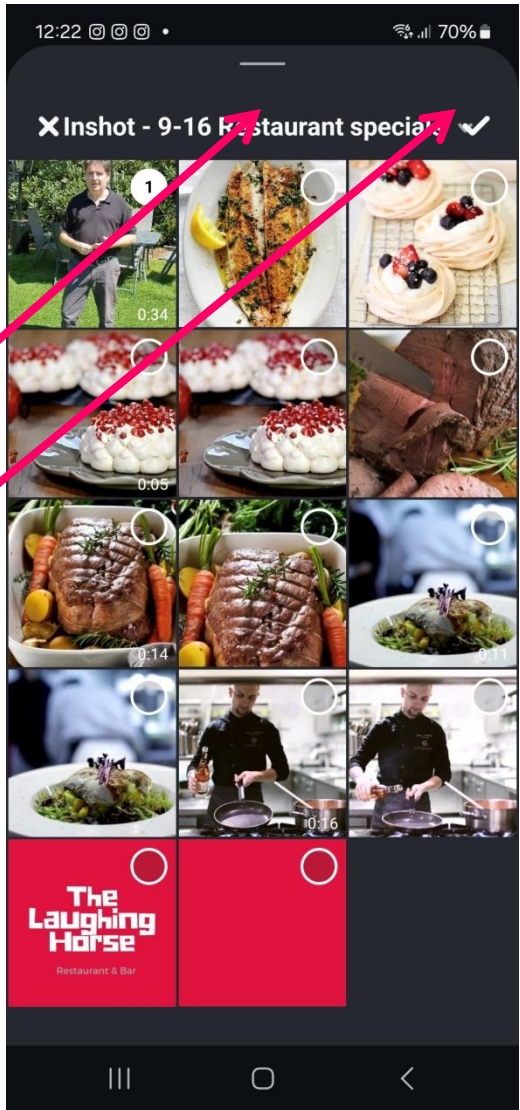 12:22
70%
Inshot - 9-16 Restaurant specials
1
0:34
0:05
0:14
0:11
0:16
The
Laughing
Horse
Restaurant & Bar